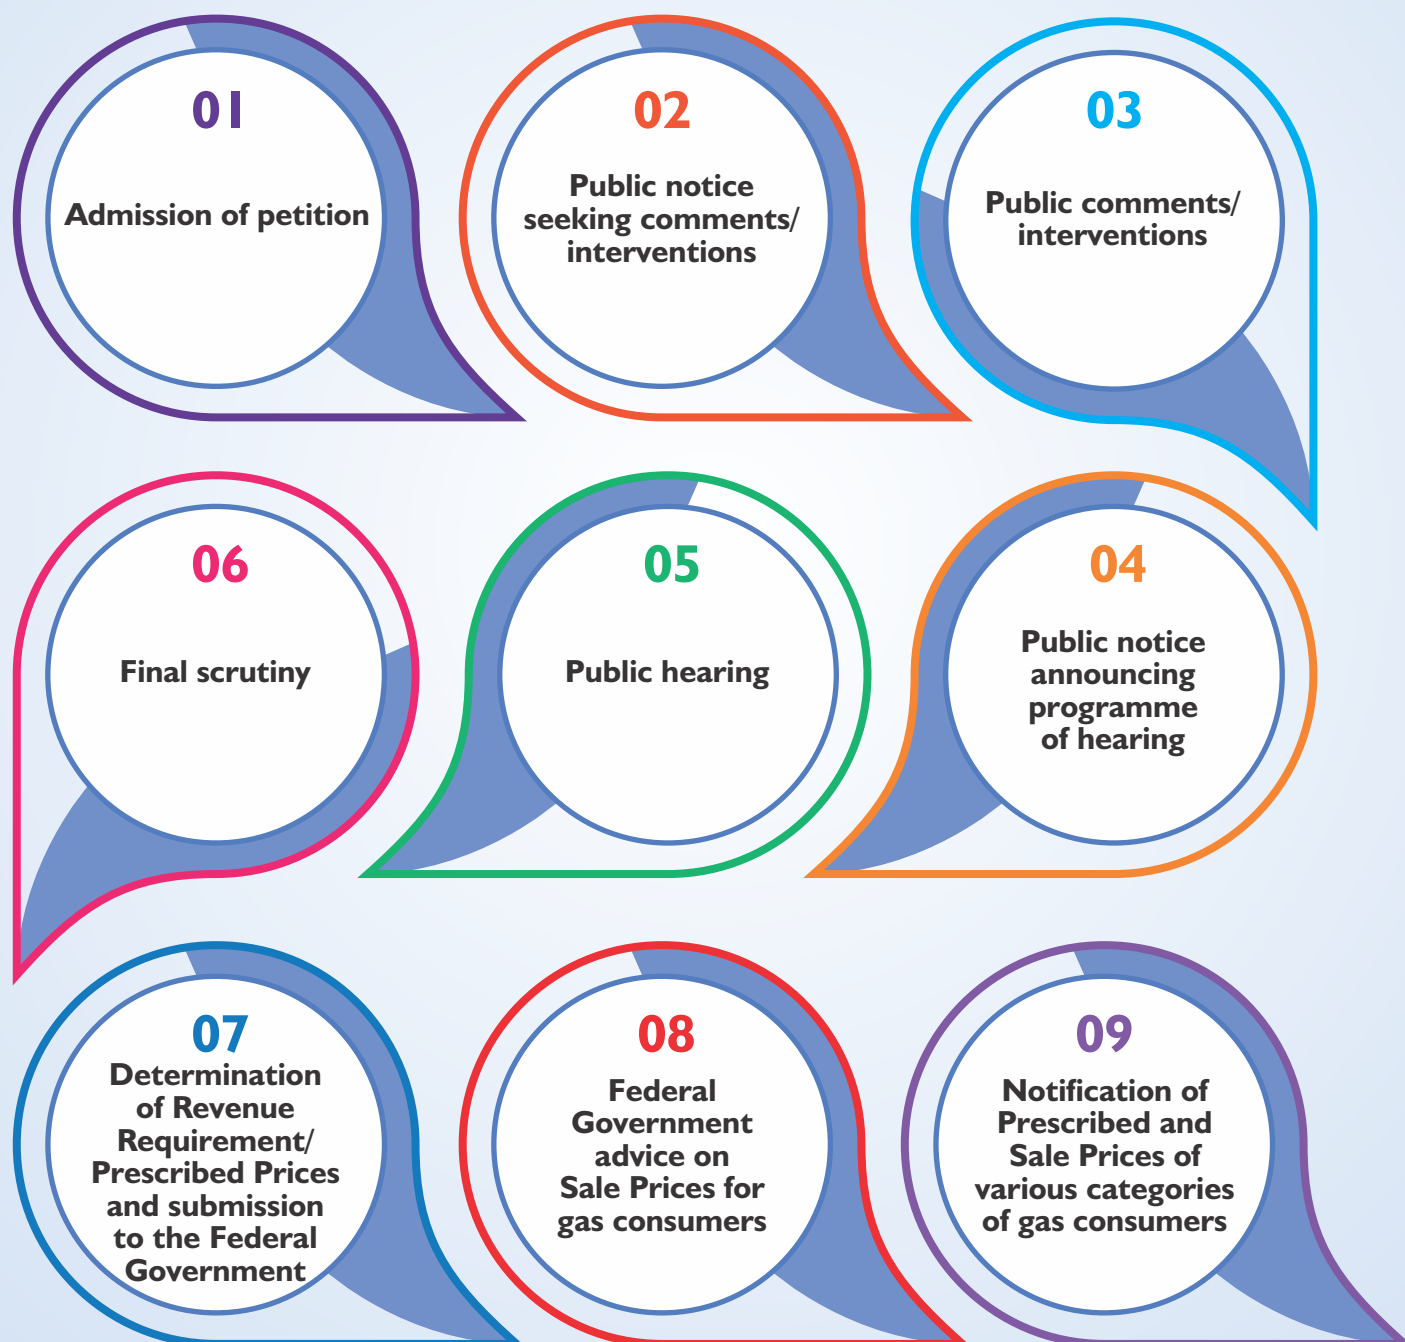 01
Admission of petition
02
Public notice
seeking comments/
interventions
03
Public comments/
interventions
04
Public notice
announcing
programme
of hearing
05
Public hearing
06
Final scrutiny
07
Determination
of Revenue
Requirement/
Prescribed Prices
and submission
to the Federal
Government
08
Federal
Government
advice on
Sale Prices for
gas consumers
09
Notification of
Prescribed and
Sale Prices of
various categories
of gas consumers